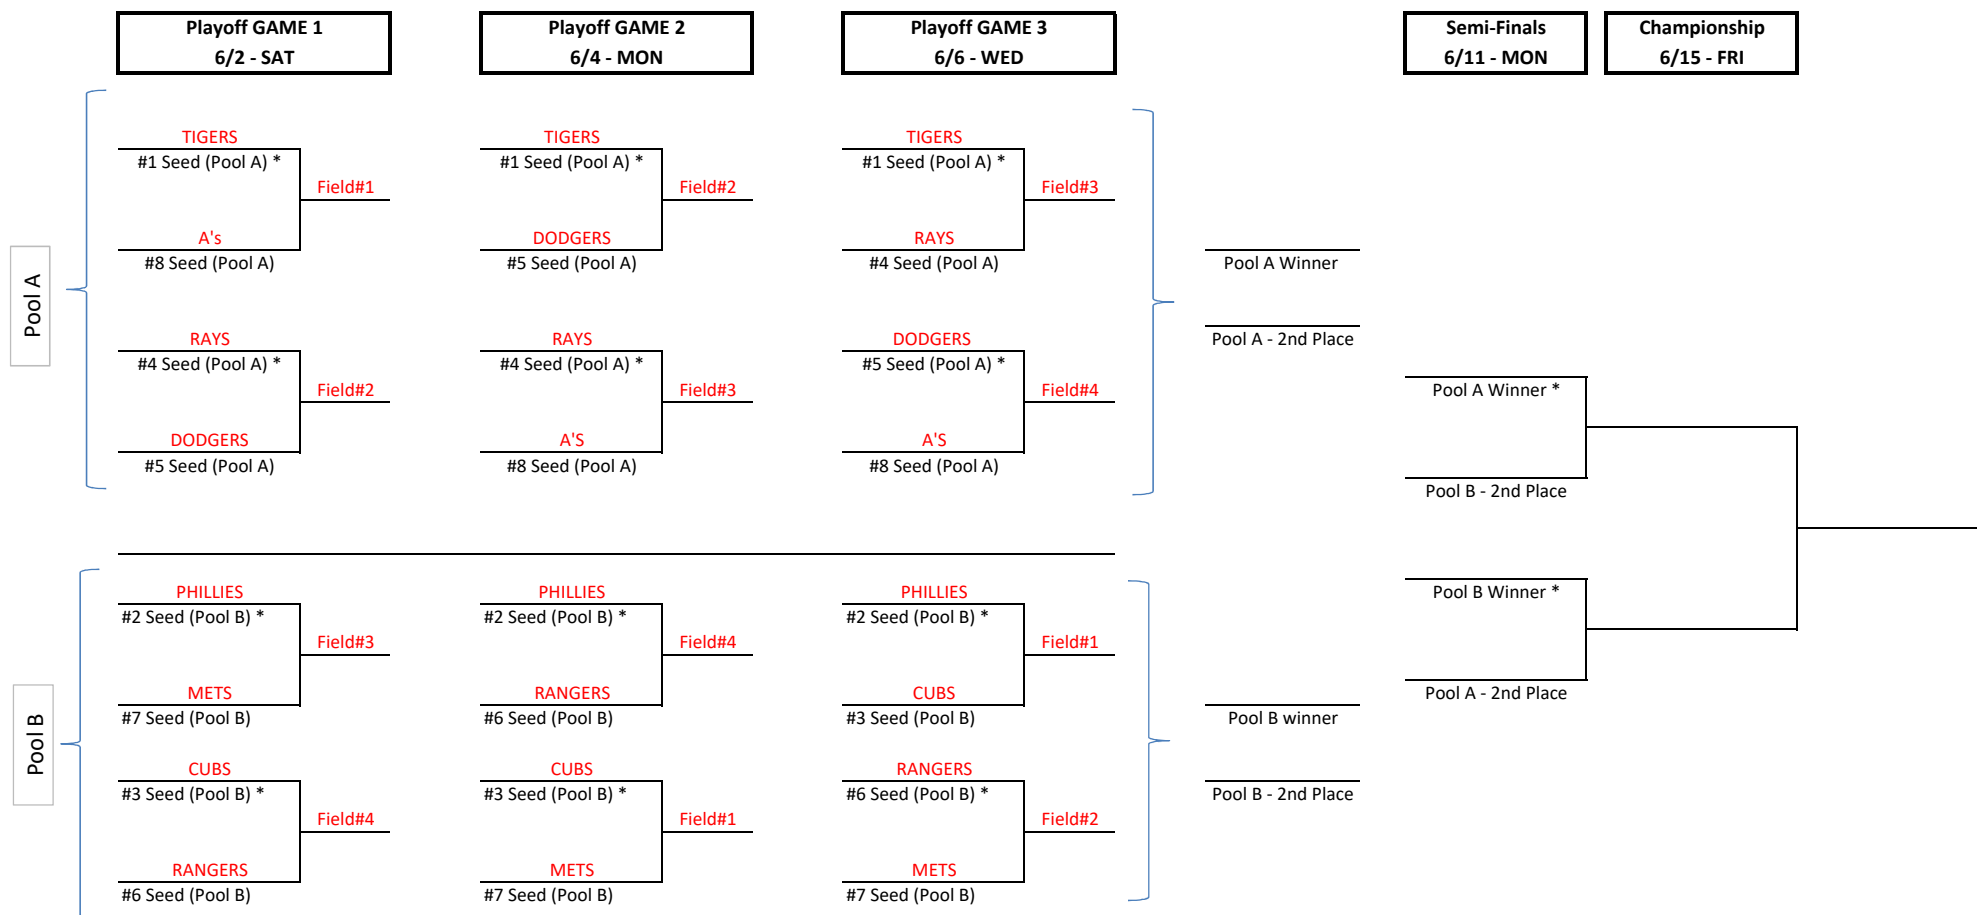 Playoff GAME 1
6/2 - SAT
Playoff GAME 2
6/4 - MON
Playoff GAME 3
6/6 - WED
Semi-Finals
6/11 - MON
Championship
6/15 - FRI
Pool A
TIGERS
#1 Seed (Pool A) *
Field#1
A's
#8 Seed (Pool A)
RAYS
#4 Seed (Pool A) *
Field#2
DODGERS
#5 Seed (Pool A)
TIGERS
#1 Seed (Pool A) *
Field#2
DODGERS
#5 Seed (Pool A)
RAYS
#4 Seed (Pool A) *
Field#3
A'S
#8 Seed (Pool A)
TIGERS
#1 Seed (Pool A) *
Field#3
RAYS
#4 Seed (Pool A)
DODGERS
#5 Seed (Pool A) *
Field#4
A'S
#8 Seed (Pool A)
Pool A Winner
Pool A - 2nd Place
Pool A Winner *
Pool B - 2nd Place
Pool B
PHILLIES
#2 Seed (Pool B) *
Field#3
METS
#7 Seed (Pool B)
CUBS
#3 Seed (Pool B) *
Field#4
RANGERS
#6 Seed (Pool B)
PHILLIES
#2 Seed (Pool B) *
Field#4
RANGERS
#6 Seed (Pool B)
CUBS
#3 Seed (Pool B) *
Field#1
METS
#7 Seed (Pool B)
PHILLIES
#2 Seed (Pool B) *
Field#1
CUBS
#3 Seed (Pool B)
RANGERS
#6 Seed (Pool B) *
Field#2
METS
#7 Seed (Pool B)
Pool B winner
Pool B - 2nd Place
Pool B Winner *
Pool A - 2nd Place